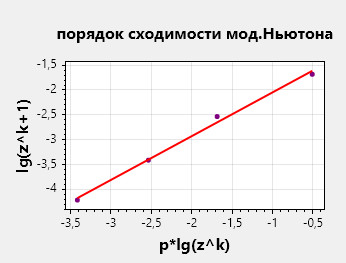 порядок сходимости мод.Ньютона
-1,5
-2
-2,5
-3
-3,5
-4
lg(z^k+1)
-3,5 -3 -2,5 -2 -1,5 -1 -0,5
p*lg(z^k)